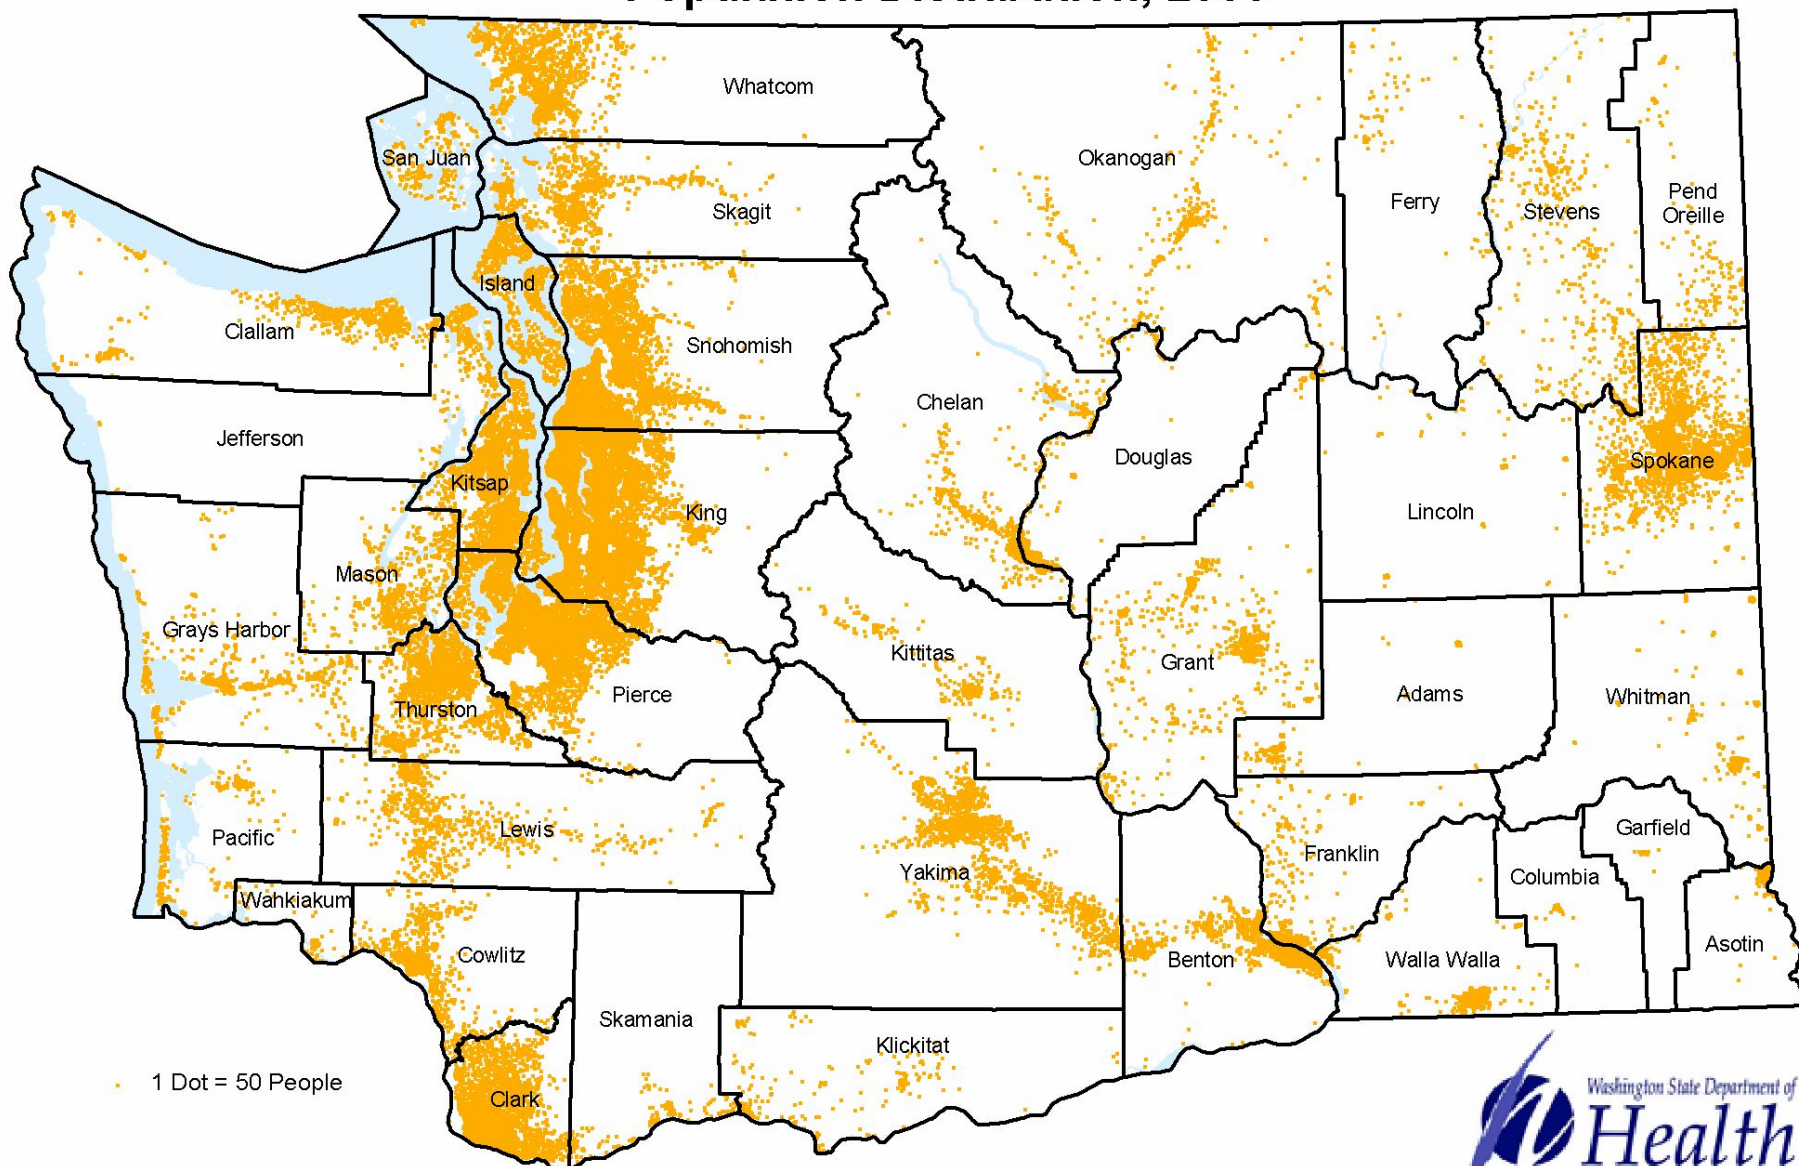 Whatcom
San Juan
Okanogan
Skagit
Ferry
Stevens
Pend
Oreille
Island
Clallam
Snohomish
Chelan
Jefferson
Douglas
Kitsap
Spokane
King
Lincoln
Mason
Grays Harbor
Kittitas
Grant
Pierce
Adams
Whitman
Thurston
Pacific
Lewis
Yakima
Franklin
Garfield
Columbia
Wahkiakum
Cowlitz
Benton
Walla Walla
Asotin
Skamania
Klickitat
1 Dot = 50 People
Clark
Washington State Department of
Health